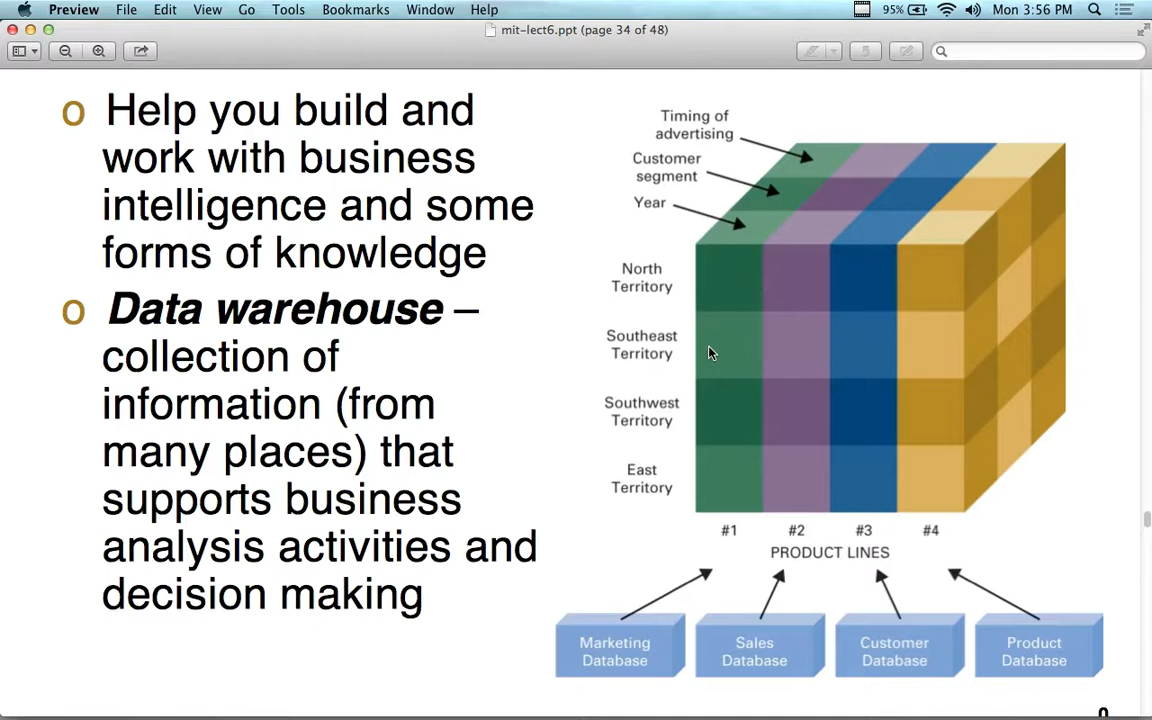 Preview File Edit View Go Tools Bookmarks Window Help 95% Mon 3:56 PM
mit-lect6.ppt (page 34 of 48)
o Help you build and
work with business
intelligence and some
forms of knowledge
o Data warehouse –
collection of
information (from
many places) that
supports business
analysis activities and
decision making
Timing of
advertising
Customer
segment
Year
North
Territory
Southeast
Territory
Southwest
Territory
East
Territory
#1 #2 #3 #4
PRODUCT LINES
Marketing
Database
Sales
Database
Customer
Database
Product
Database